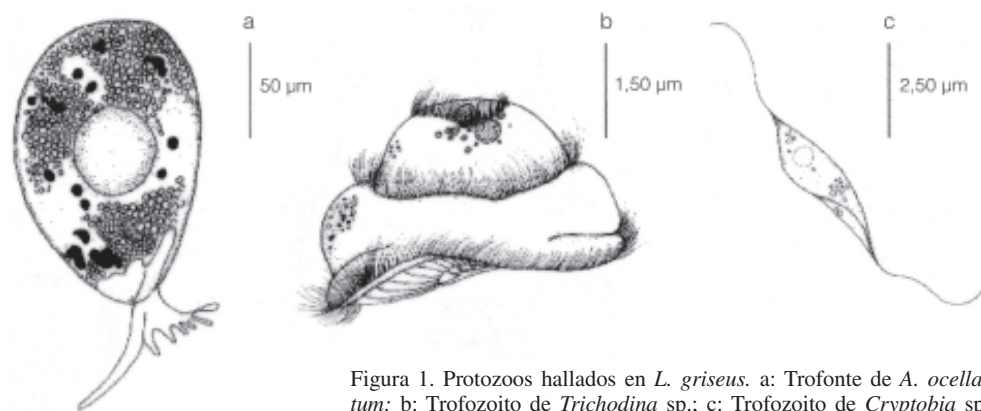 a
b
c
50 µm
1,50 µm
2,50 µm
Figura 1. Protozoos hallados en L. griseus. a: Trofonte de A. ocella-
tum; b: Trofozoito de Trichodina sp.; c: Trofozoito de Cryptobia sp